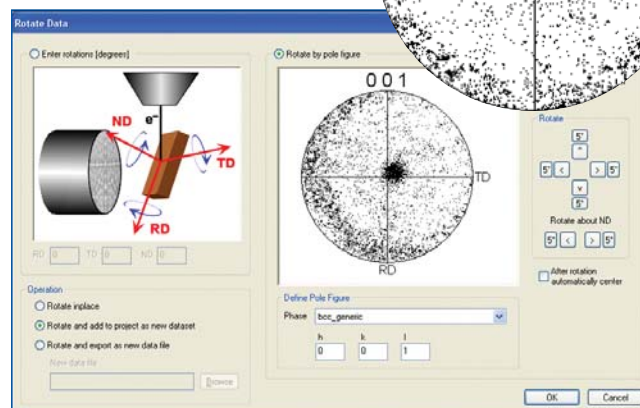 Rotate Data
Enter rotations [degrees]
e⁻
ND
TD
RD
RD 0 TD 0 ND 0
Operation
Rotate inplace
Rotate and add to project as new dataset
Rotate and export as new data file
New data file
Browse
Rotate by pole figure
0 0 1
TD
RD
Define Pole Figure
Phase bcc_generic
h k l
0 0 1
Rotate
5°
^
5° < > 5°
v
5°
Rotate about ND
5° < > 5°
After rotation
automatically center
OK Cancel